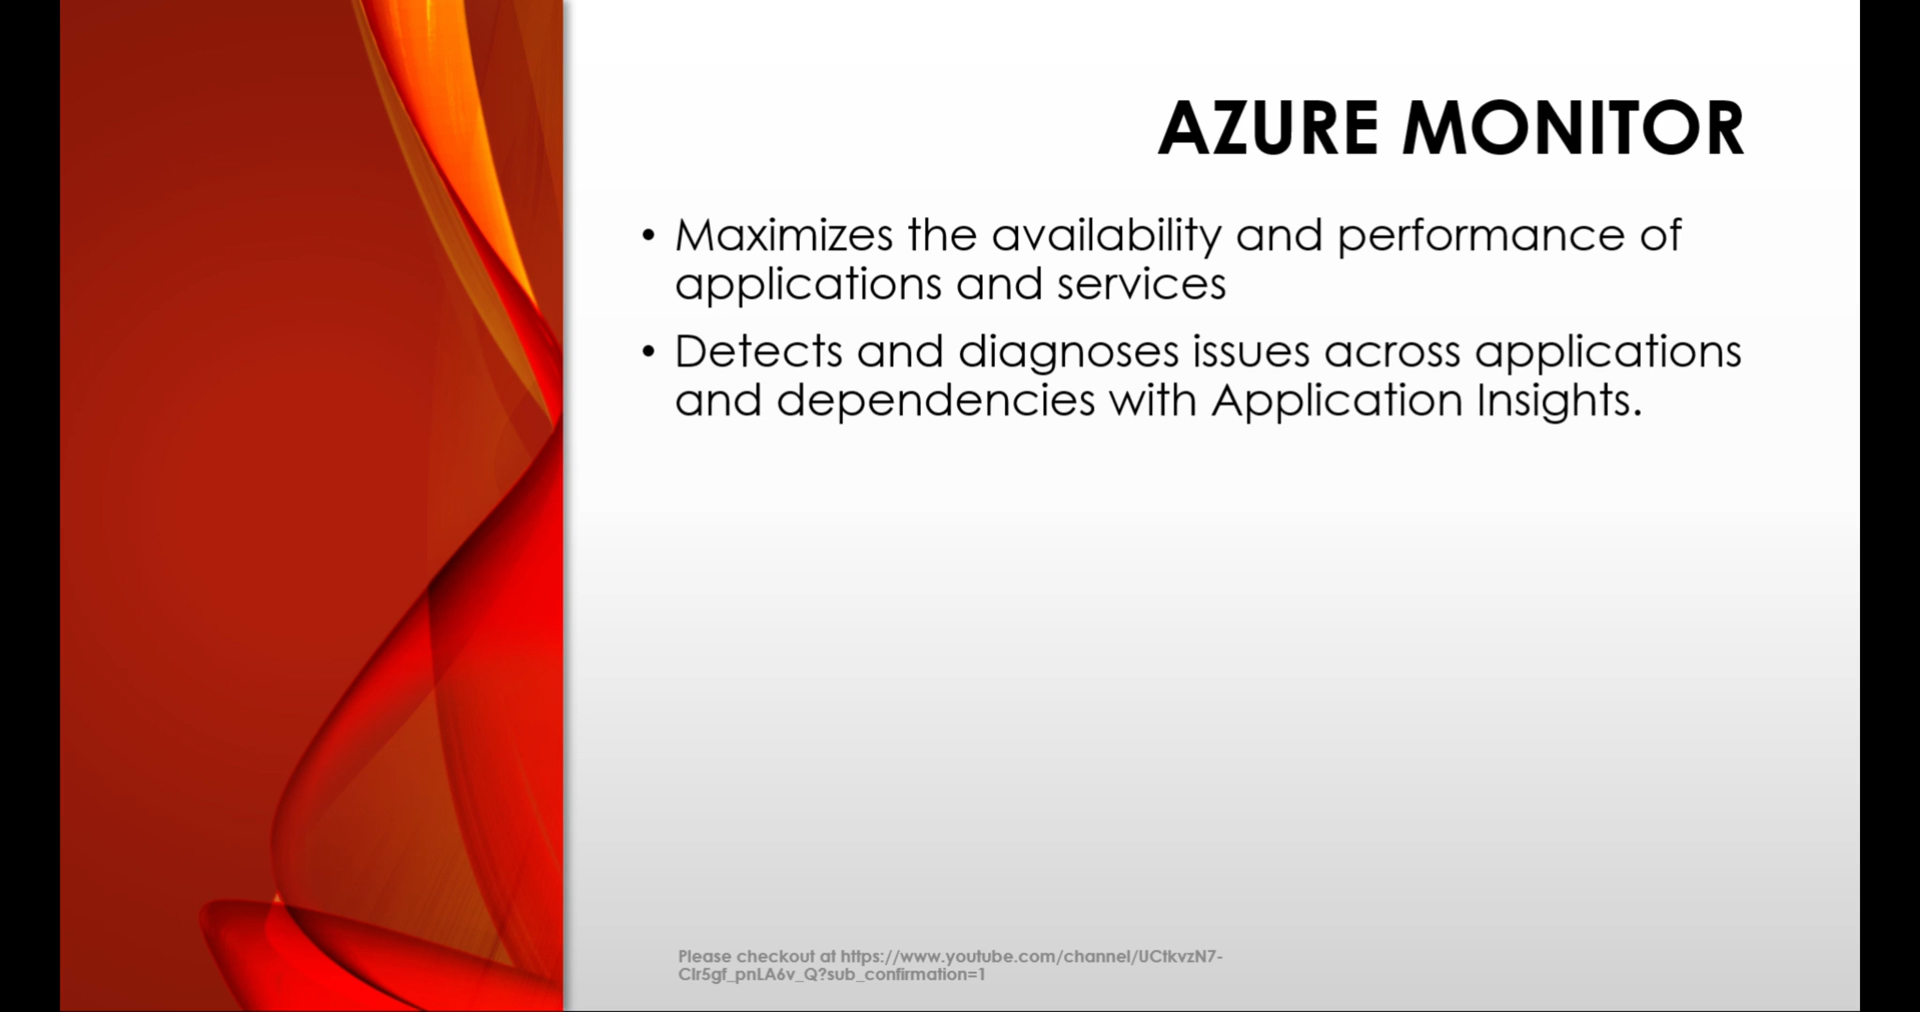 AZURE MONITOR
• Maximizes the availability and performance of
applications and services
• Detects and diagnoses issues across applications
and dependencies with Application Insights.
Please checkout at https://www.youtube.com/channel/UCtkvzN7-
CIr5gf_pnLA6v_Q?sub_confirmation=1